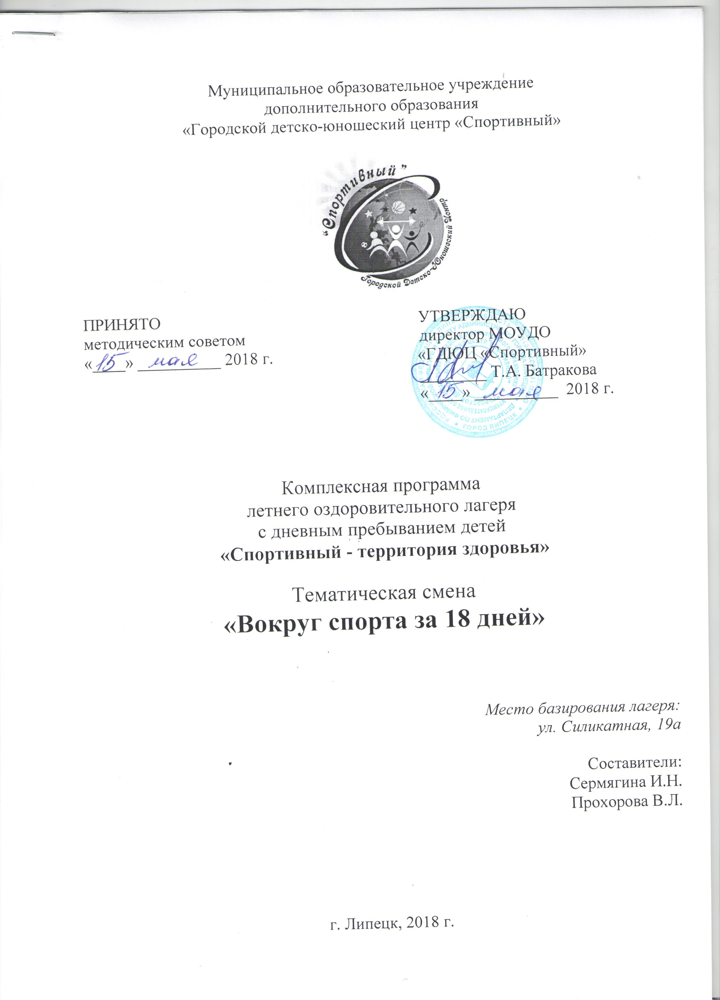 Муниципальное образовательное учреждение
дополнительного образования
«Городской детско-юношеский центр «Спортивный»
“Спортивный”
Городской Детско-Юношеский Центр
ПРИНЯТО
методическим советом
«15» мая 2018 г.
УТВЕРЖДАЮ
директор МОУДО
«ГДЮЦ «Спортивный»
Т.А. Батракова
«15» мая 2018 г.
ГОРОД ЛИПЕЦК
Комплексная программа
летнего оздоровительного лагеря
с дневным пребыванием детей
«Спортивный - территория здоровья»
Тематическая смена
«Вокруг спорта за 18 дней»
Место базирования лагеря:
ул. Силикатная, 19а
Составители:
Сермягина И.Н.
Прохорова В.Л.
г. Липецк, 2018 г.